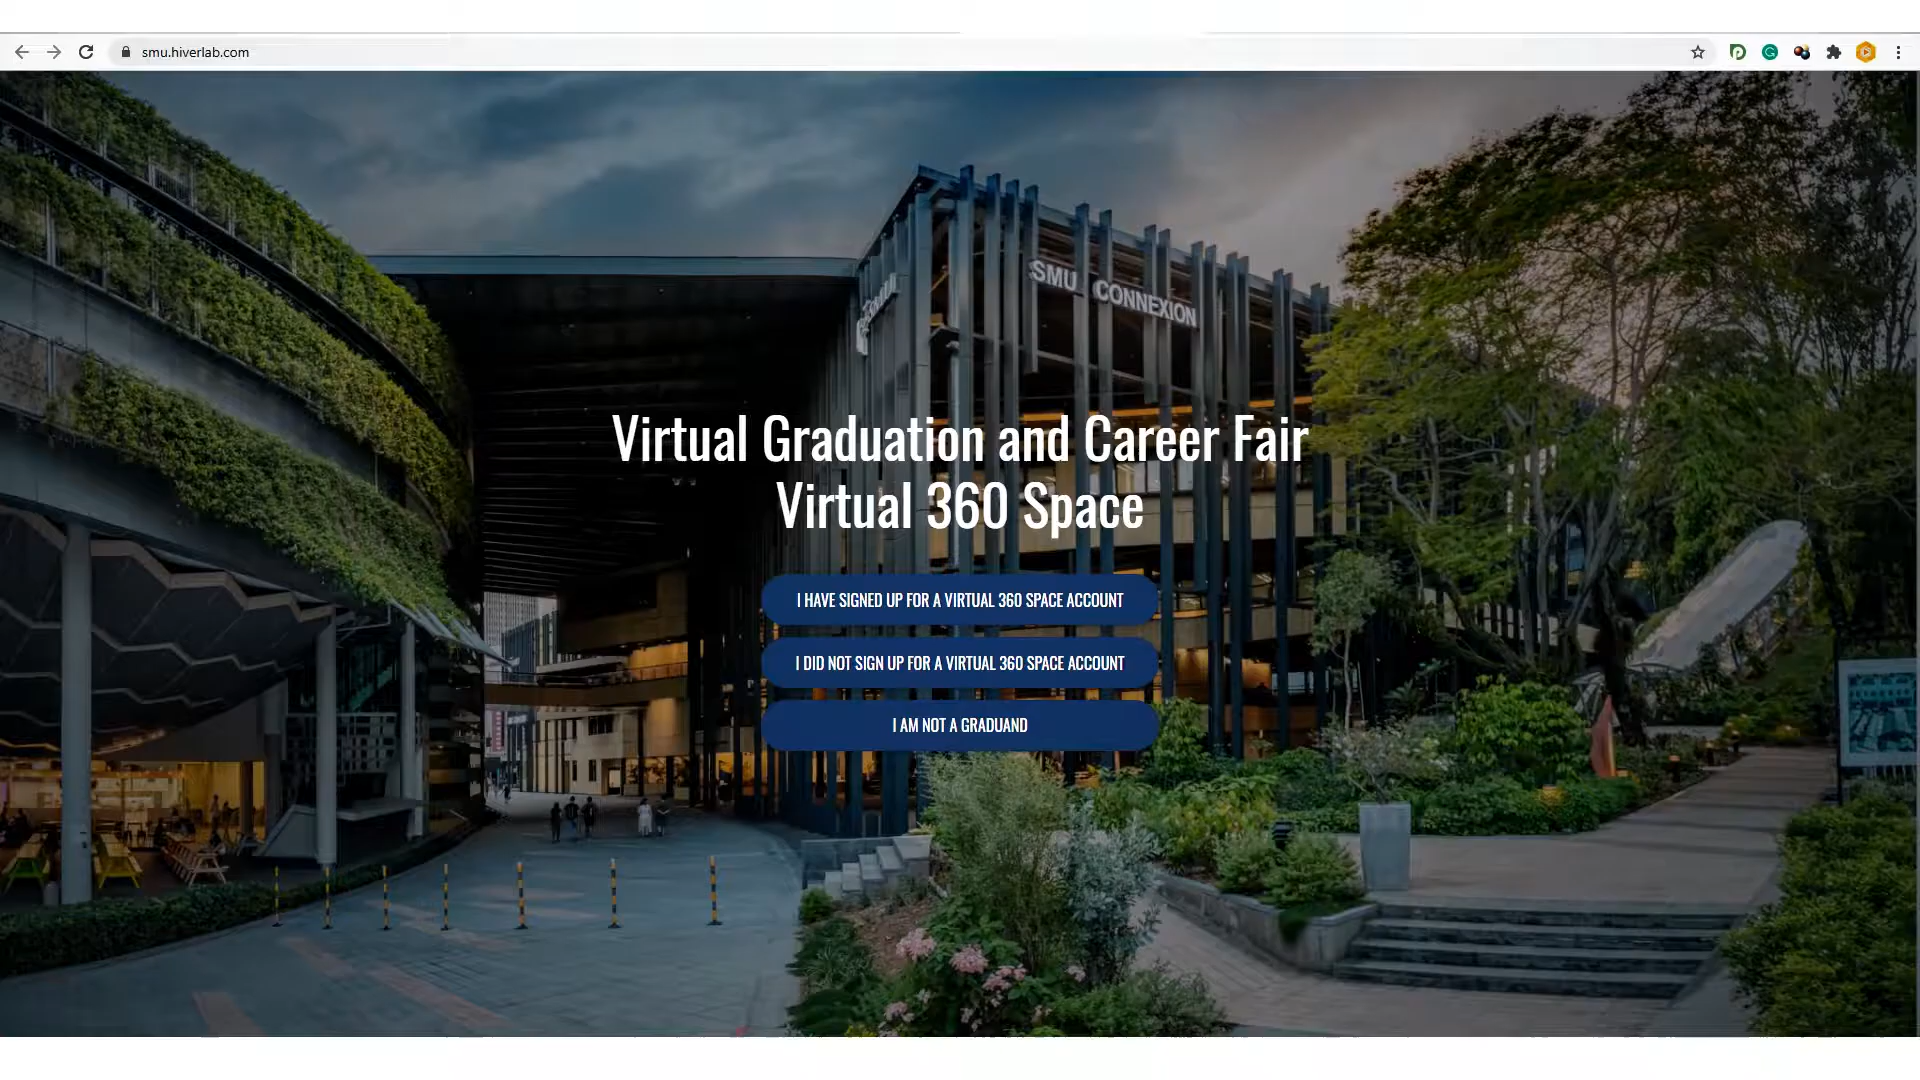 smu.hiverlab.com
SMU CONNEXION
Virtual Graduation and Career Fair
Virtual 360 Space
I HAVE SIGNED UP FOR A VIRTUAL 360 SPACE ACCOUNT
I DID NOT SIGN UP FOR A VIRTUAL 360 SPACE ACCOUNT
I AM NOT A GRADUAND